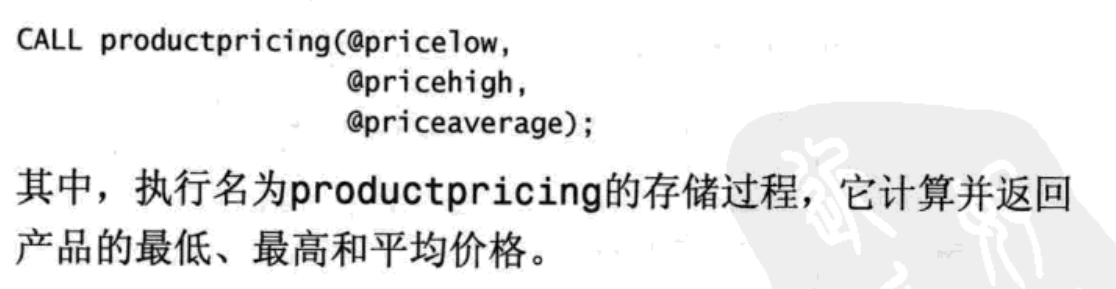 CALL productpricing(@pricelow,
@pricehigh,
@priceaverage);
其中，执行名为productpricing的存储过程，它计算并返回
产品的最低、最高和平均价格。